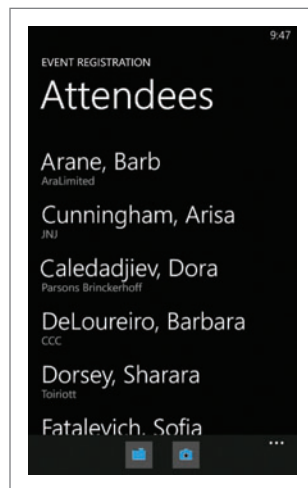 9:47
EVENT REGISTRATION
Attendees
Arane, Barb
AraLimited
Cunningham, Arisa
JNJ
Caledadjiev, Dora
Parsons Brinckerhoff
DeLoureiro, Barbara
CCC
Dorsey, Sharara
Toiriott
Fatalevich, Sofia